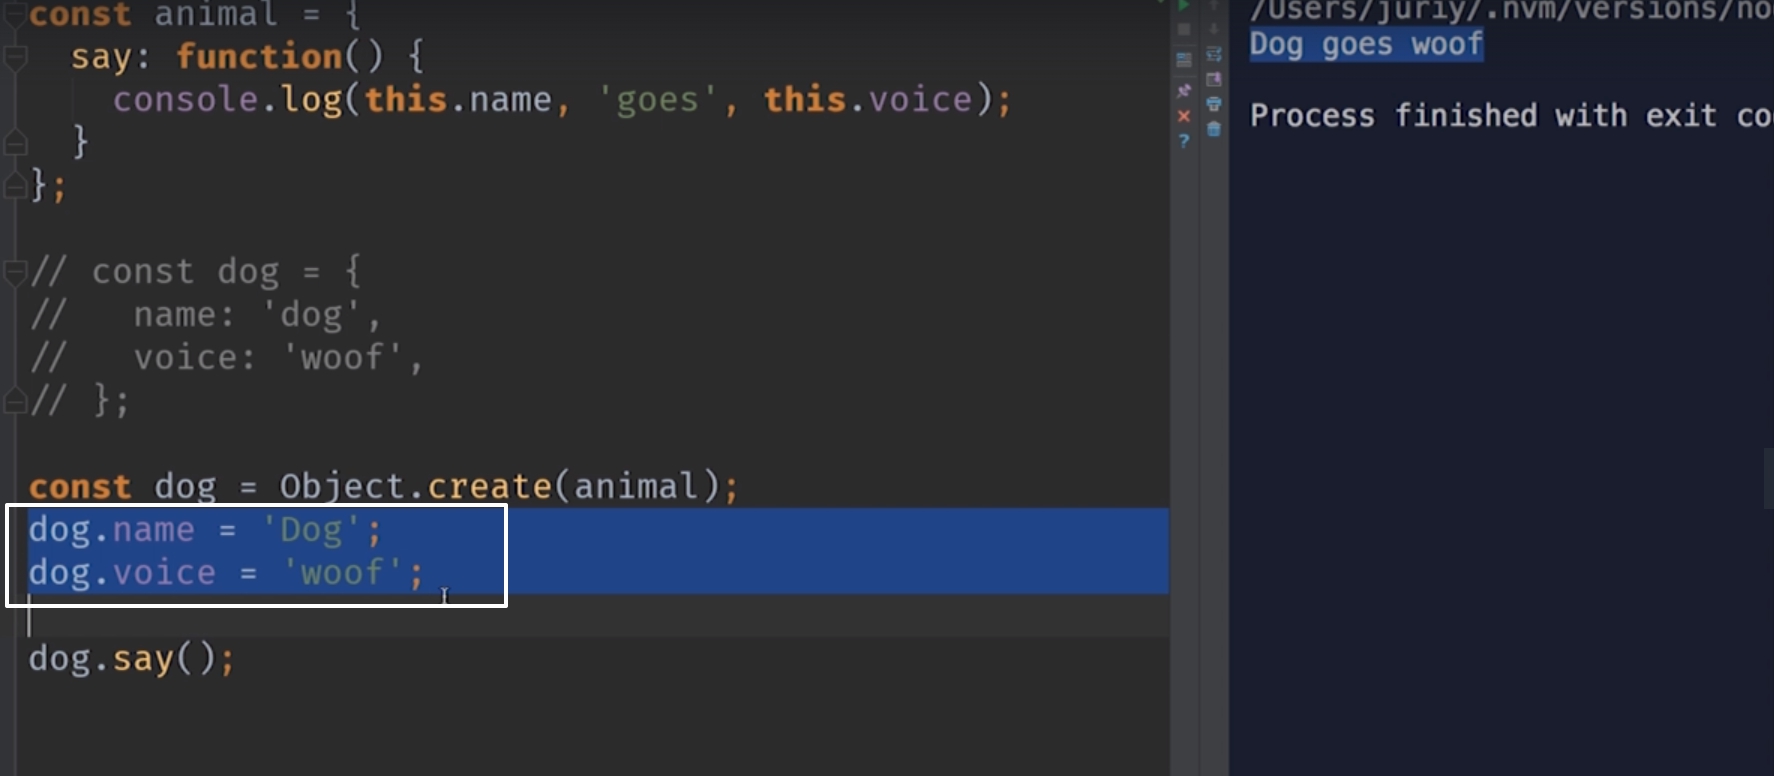 const animal = {
  say: function() {
    console.log(this.name, 'goes', this.voice);
  }
};
// const dog = {
//   name: 'dog',
//   voice: 'woof',
// };
const dog = Object.create(animal);
dog.name = 'Dog';
dog.voice = 'woof';
dog.say();
/Users/juriy/.nvm/versions/no
Dog goes woof
Process finished with exit co
?